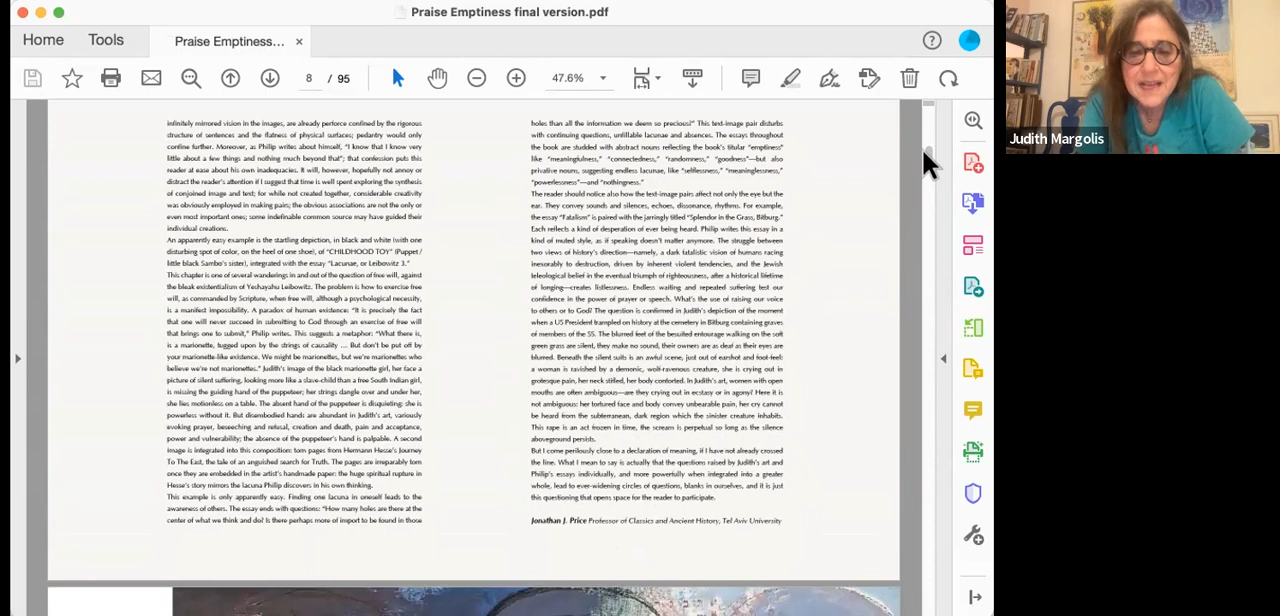 Praise Emptiness final version.pdf
Home
Tools
Praise Emptiness...
8 / 95
47.6%
infinitely mirrored vision in the images, are already perforce confined by the rigorous
structure of sentences and the flatness of physical surfaces; pedantry would only
confine further. Moreover, as Philip writes about himself, "I know that I know very
little about a few things and nothing much beyond that"; that confession puts this
reader at ease about his own inadequacies. It will, however, hopefully not annoy or
distract the reader's attention if I suggest that time is well spent exploring the synthesis
of conjoined image and text; for while not created together, considerable creativity
was obviously employed in making pairs; the obvious associations are not the only or
even most important ones; some indefinable common source may have guided their
individual creations.
An apparently easy example is the startling depiction, in black and white (with one
disturbing spot of color, on the heel of one shoe), of "CHILDHOOD TOY" (Puppet /
little black Sambo's sister), integrated with the essay "Lacunae, or Leibowitz 3."
This chapter is one of several wanderings in and out of the question of free will, against
the bleak existentialism of Yeshayahu Leibowitz. The problem is how to exercise free
will, as commanded by Scripture, when free will, although a psychological necessity,
is a manifest impossibility. A paradox of human existence: "It is precisely the fact
that one will never succeed in submitting to God through an exercise of free will
that brings one to submit," Philip writes. This suggests a metaphor: "What there is,
is a marionette, tugged upon by the strings of causality ... But don't be put off by
your marionette-like existence. We might be marionettes, but we're marionettes who
believe we're not marionettes." Judith's image of the black marionette girl, her face a
picture of silent suffering, looking more like a slave-child than a free South Indian girl,
is missing the guiding hand of the puppeteer; her strings dangle over and under her,
she lies motionless on a table. The absent hand of the puppeteer is disquieting: she is
powerless without it. But disembodied hands are abundant in Judith's art, variously
evoking prayer, beseeching and refusal, creation and death, pain and acceptance,
power and vulnerability; the absence of the puppeteer's hand is palpable. A second
image is integrated into this composition: torn pages from Hermann Hesse's Journey
To The East, the tale of an anguished search for Truth. The pages are irreparably torn
once they are embedded in the artist's handmade paper: the huge spiritual rupture in
Hesse's story mirrors the lacuna Philip discovers in his own thinking.
This example is only apparently easy. Finding one lacuna in oneself leads to the
awareness of others. The essay ends with questions: "How many holes are there at the
center of what we think and do? Is there perhaps more of import to be found in those
holes than all the information we deem so precious?" This text-image pair disturbs
with continuing questions, unfillable lacunae and absences. The essays throughout
the book are studded with abstract nouns reflecting the book's titular "emptiness"
like "meaningfulness," "connectedness," "randomness," "goodness"—but also
privative nouns, suggesting endless lacunae, like "selflessness," "meaninglessness,"
"powerlessness"—and "nothingness."
The reader should notice also how the text-image pairs affect not only the eye but the
ear. They convey sounds and silences, echoes, dissonance, rhythms. For example,
the essay "Fatalism" is paired with the jarringly titled "Splendor in the Grass, Bitburg."
Each reflects a kind of desperation of ever being heard. Philip writes this essay in a
kind of muted style, as if speaking doesn't matter anymore. The struggle between
two views of history's direction—namely, a dark fatalistic vision of humans racing
inexorably to destruction, driven by inherent violent tendencies, and the Jewish
teleological belief in the eventual triumph of righteousness, after a historical lifetime
of longing—creates listlessness. Endless waiting and repeated suffering test our
confidence in the power of prayer or speech. What's the use of raising our voice
to others or to God? The question is confirmed in Judith's depiction of the moment
when a US President trampled on history at the cemetery in Bitburg containing graves
of members of the SS. The blurred feet of the besuited entourage walking on the soft
green grass are silent, they make no sound, their owners are as deaf as their eyes are
blurred. Beneath the silent suits is an awful scene, just out of earshot and foot-feel:
a woman is ravished by a demonic, wolf-ravenous creature, she is crying out in
grotesque pain, her neck stilled, her body contorted. In Judith's art, women with open
mouths are often ambiguous—are they crying out in ecstasy or in agony? Here it is
not ambiguous: her tortured face and body convey unbearable pain, her cry cannot
be heard from the subterranean, dark region which the sinister creature inhabits.
This rape is an act frozen in time, the scream is perpetual so long as the silence
aboveground persists.
But I come perilously close to a declaration of meaning, if I have not already crossed
the line. What I mean to say is actually that the questions raised by Judith's art and
Philip's essays individually, and more powerfully when integrated into a greater
whole, lead to ever-widening circles of questions, blanks in ourselves, and it is just
this questioning that opens space for the reader to participate.
Jonathan J. Price Professor of Classics and Ancient History, Tel Aviv University
Judith Margolis